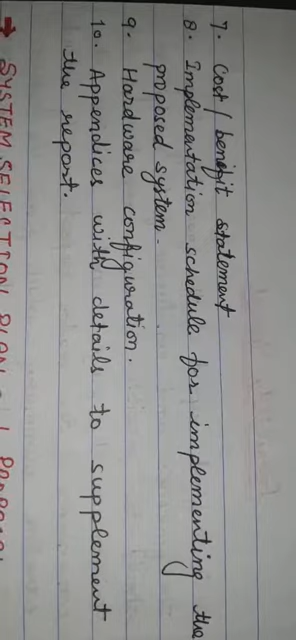 7. Cost / benefit statement
8. Implementation schedule for implementing the
proposed system.
9. Hardware configuration.
10. Appendices with details to supplement
the report.
→ SYSTEM SELECTION PLAN